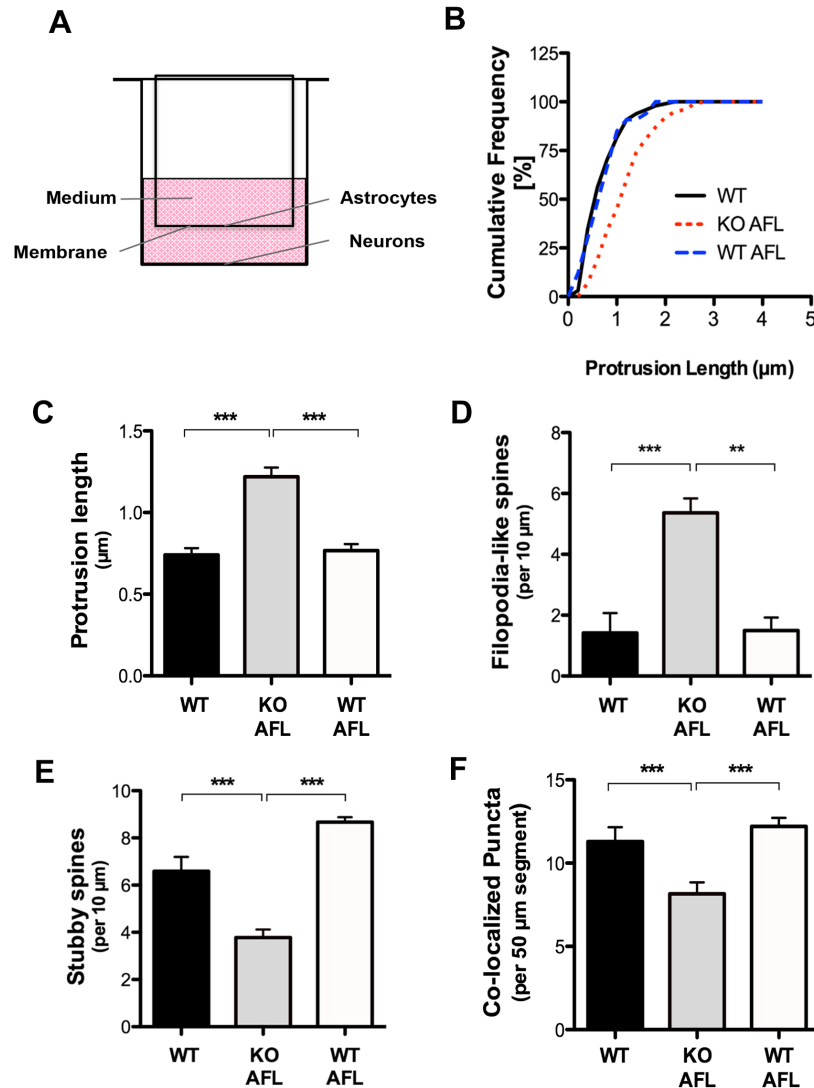 A
Medium
Membrane
Astrocytes
Neurons
B
Cumulative Frequency
[%]
125
100
75
50
25
0
0 1 2 3 4 5
Protrusion Length (μm)
WT
KO AFL
WT AFL
C
Protrusion length
(μm)
1.5
1.0
0.5
0.0
*** ***
WT KO WT
AFL AFL
D
Filopodia-like spines
(per 10 μm)
8
6
4
2
0
*** **
WT KO WT
AFL AFL
E
Stubby spines
(per 10 μm)
10
8
6
4
2
0
*** ***
WT KO WT
AFL AFL
F
Co-localized Puncta
(per 50 μm segment)
15
10
5
0
*** ***
WT KO WT
AFL AFL